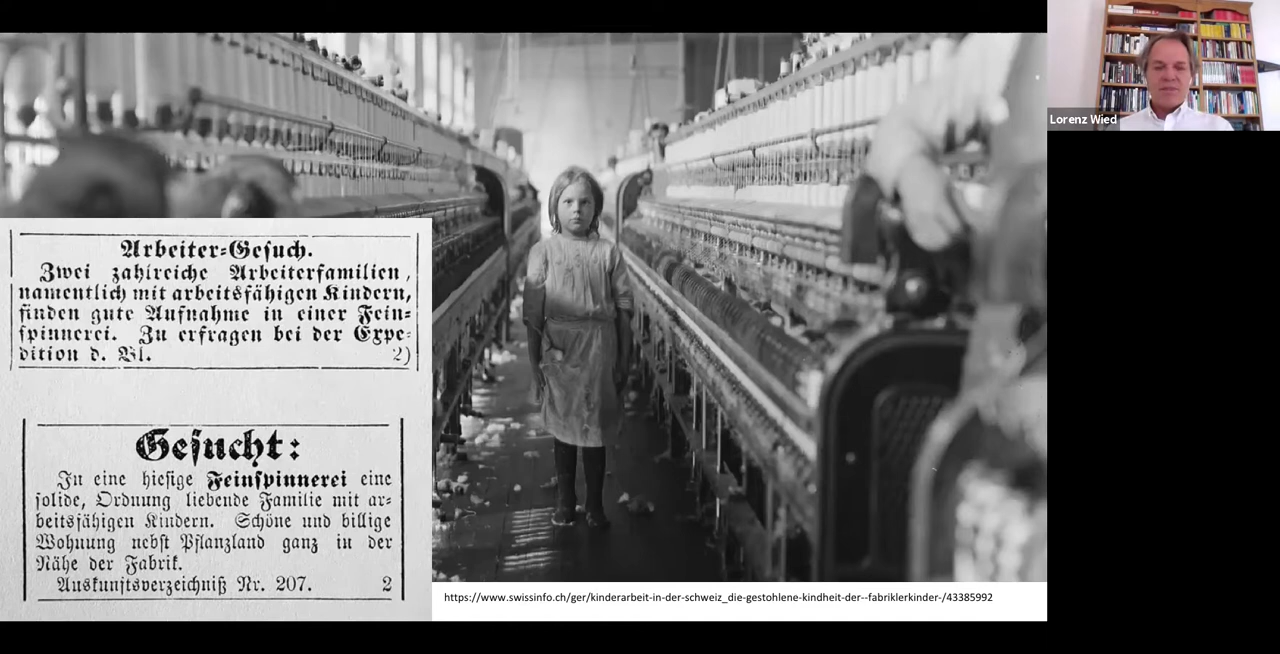 Arbeiter-Gesuch.
Zwei zahlreiche Arbeiterfamilien,
namentlich mit arbeitsfähigen Kindern,
finden gute Aufnahme in einer Fein-
spinnerei. Zu erfragen bei der Expe-
dition d. Bl. 2)
Gesucht:
In eine hiesige Feinspinnerei eine
solide, Ordnung liebende Familie mit ar-
beitsfähigen Kindern. Schöne und billige
Wohnung nebst Pflanzland ganz in der
Nähe der Fabrik.
Auskunftsverzeichniß Nr. 207. 2
https://www.swissinfo.ch/ger/kinderarbeit-in-der-schweiz_die-gestohlene-kindheit-der--fabriklerkinder-/43385992
Lorenz Wied